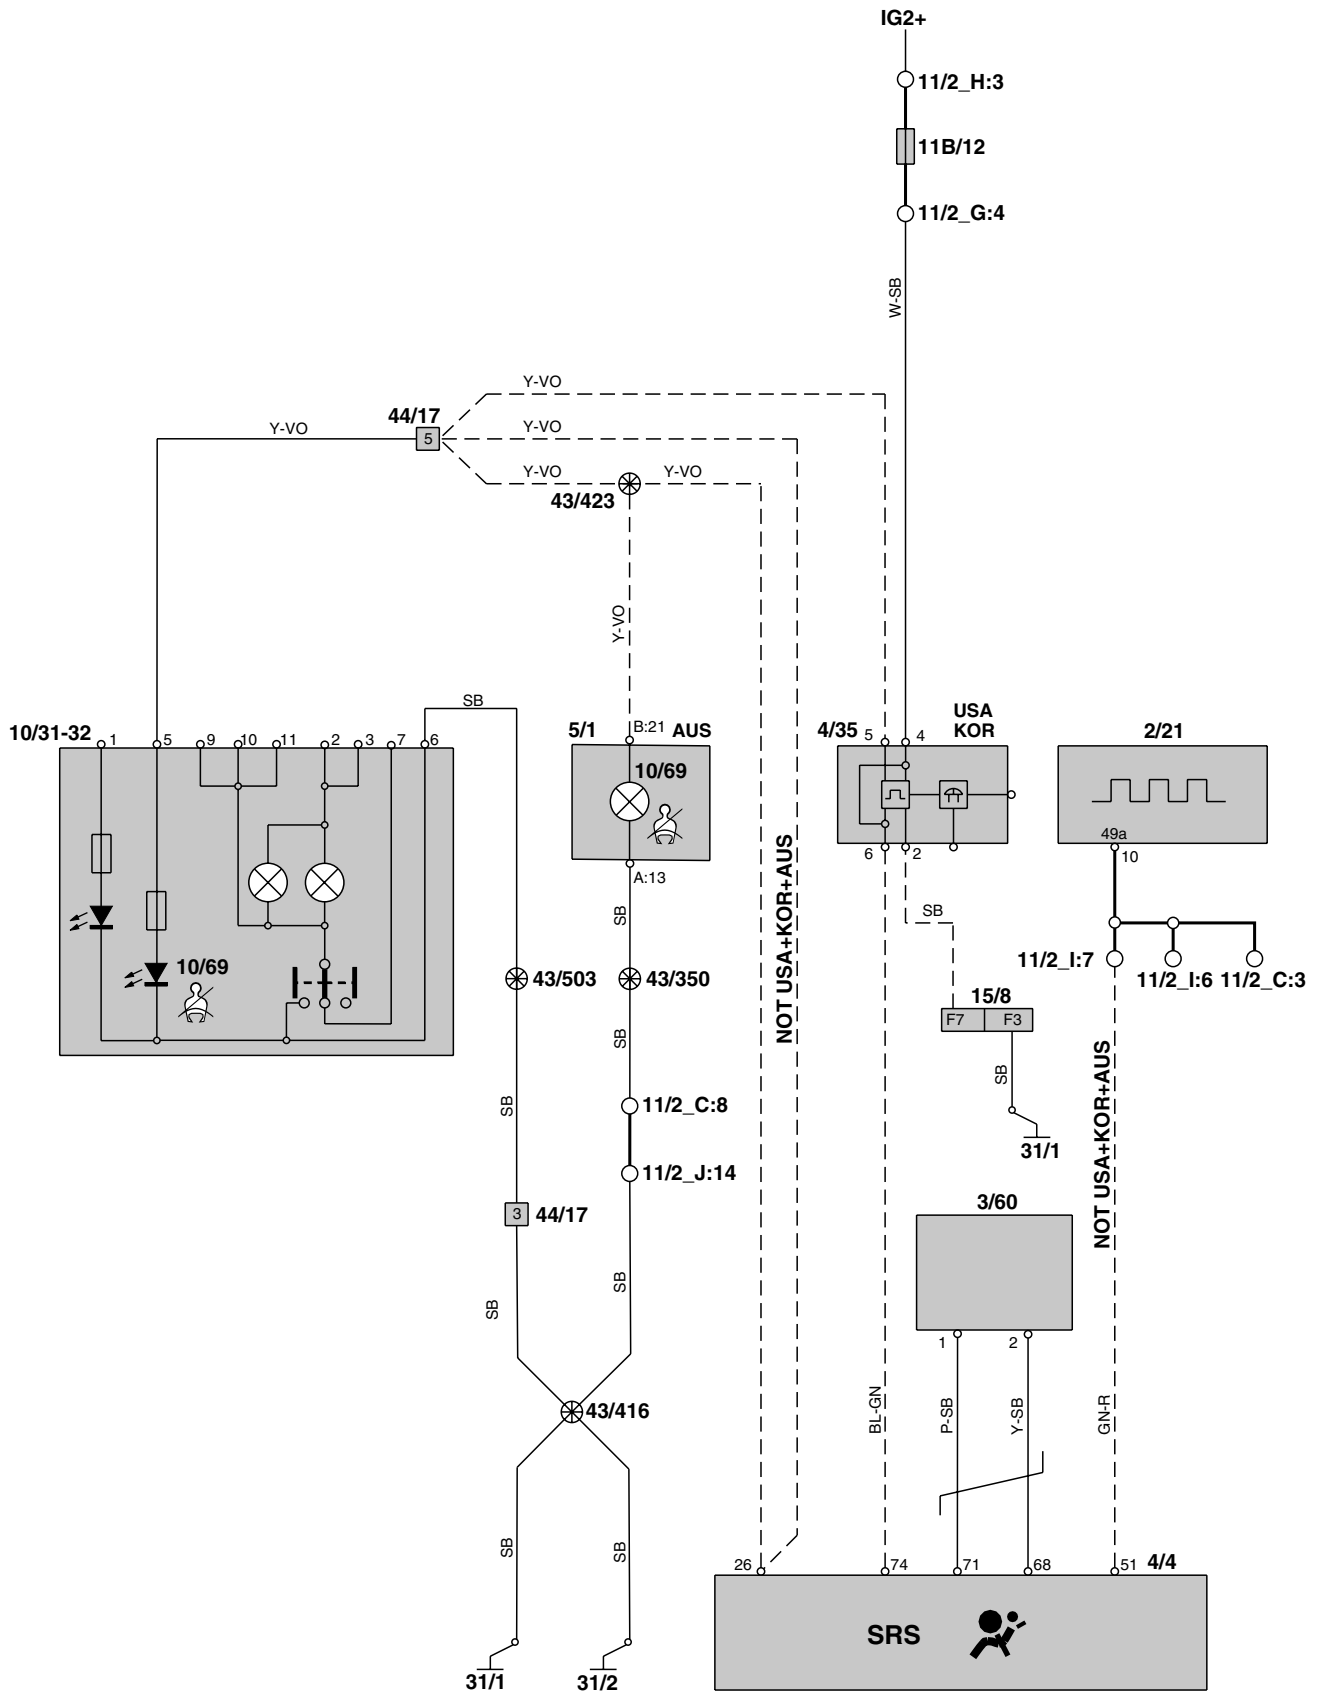 IG2+
11/2_H:3
11B/12
11/2_G:4
W-SB
Y-VO
44/17
Y-VO
5
Y-VO
Y-VO
Y-VO
43/423
Y-VO
SB
10/31-32
1
5
9
10
11
2
3
7
6
5/1
B:21
AUS
4/35
5
4
USA
KOR
2/21
10/69
49a
10
6
2
A:13
SB
SB
NOT USA+KOR+AUS
10/69
43/503
43/350
11/2_I:7
11/2_I:6
11/2_C:3
15/8
F7
F3
SB
SB
SB
11/2_C:8
31/1
11/2_J:14
NOT USA+KOR+AUS
3
44/17
3/60
SB
SB
1
2
43/416
BL-GN
P-SB
Y-SB
GN-R
SB
SB
26
74
71
68
51
4/4
SRS
31/1
31/2